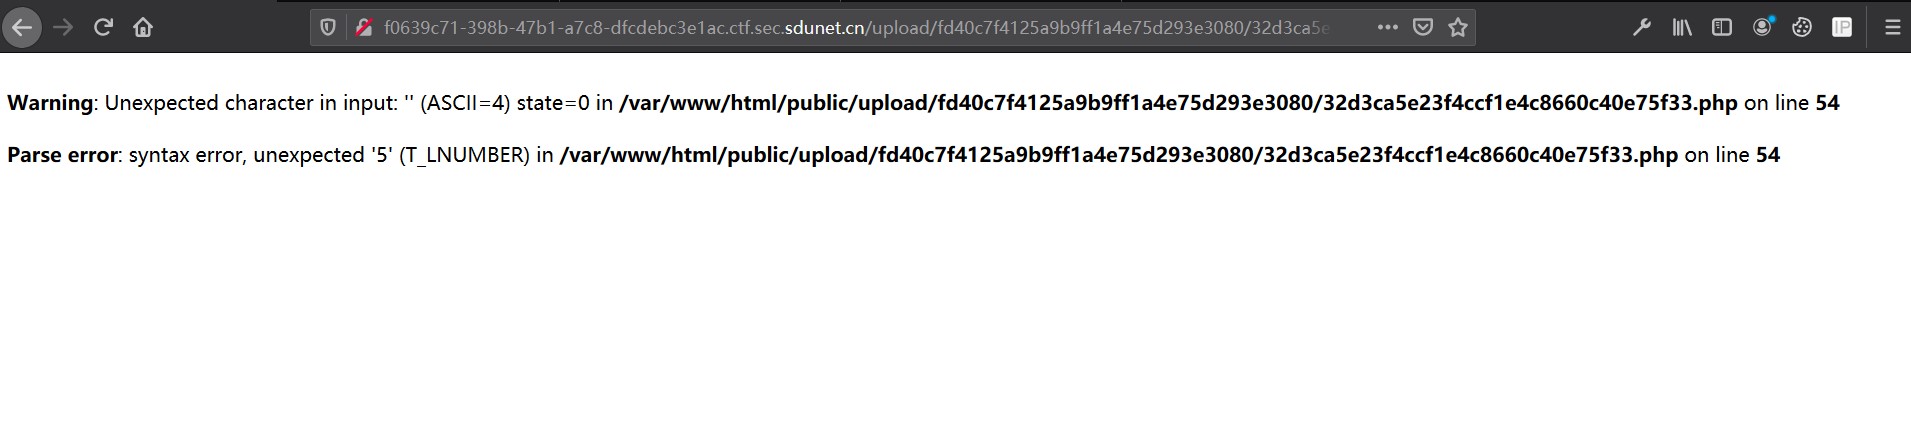 f0639c71-398b-47b1-a7c8-dfcdebc3e1ac.ctf.sec.sdunet.cn/upload/fd40c7f4125a9b9ff1a4e75d293e3080/32d3ca5e
IP
Warning: Unexpected character in input: '' (ASCII=4) state=0 in /var/www/html/public/upload/fd40c7f4125a9b9ff1a4e75d293e3080/32d3ca5e23f4ccf1e4c8660c40e75f33.php on line 54
Parse error: syntax error, unexpected '5' (T_LNUMBER) in /var/www/html/public/upload/fd40c7f4125a9b9ff1a4e75d293e3080/32d3ca5e23f4ccf1e4c8660c40e75f33.php on line 54